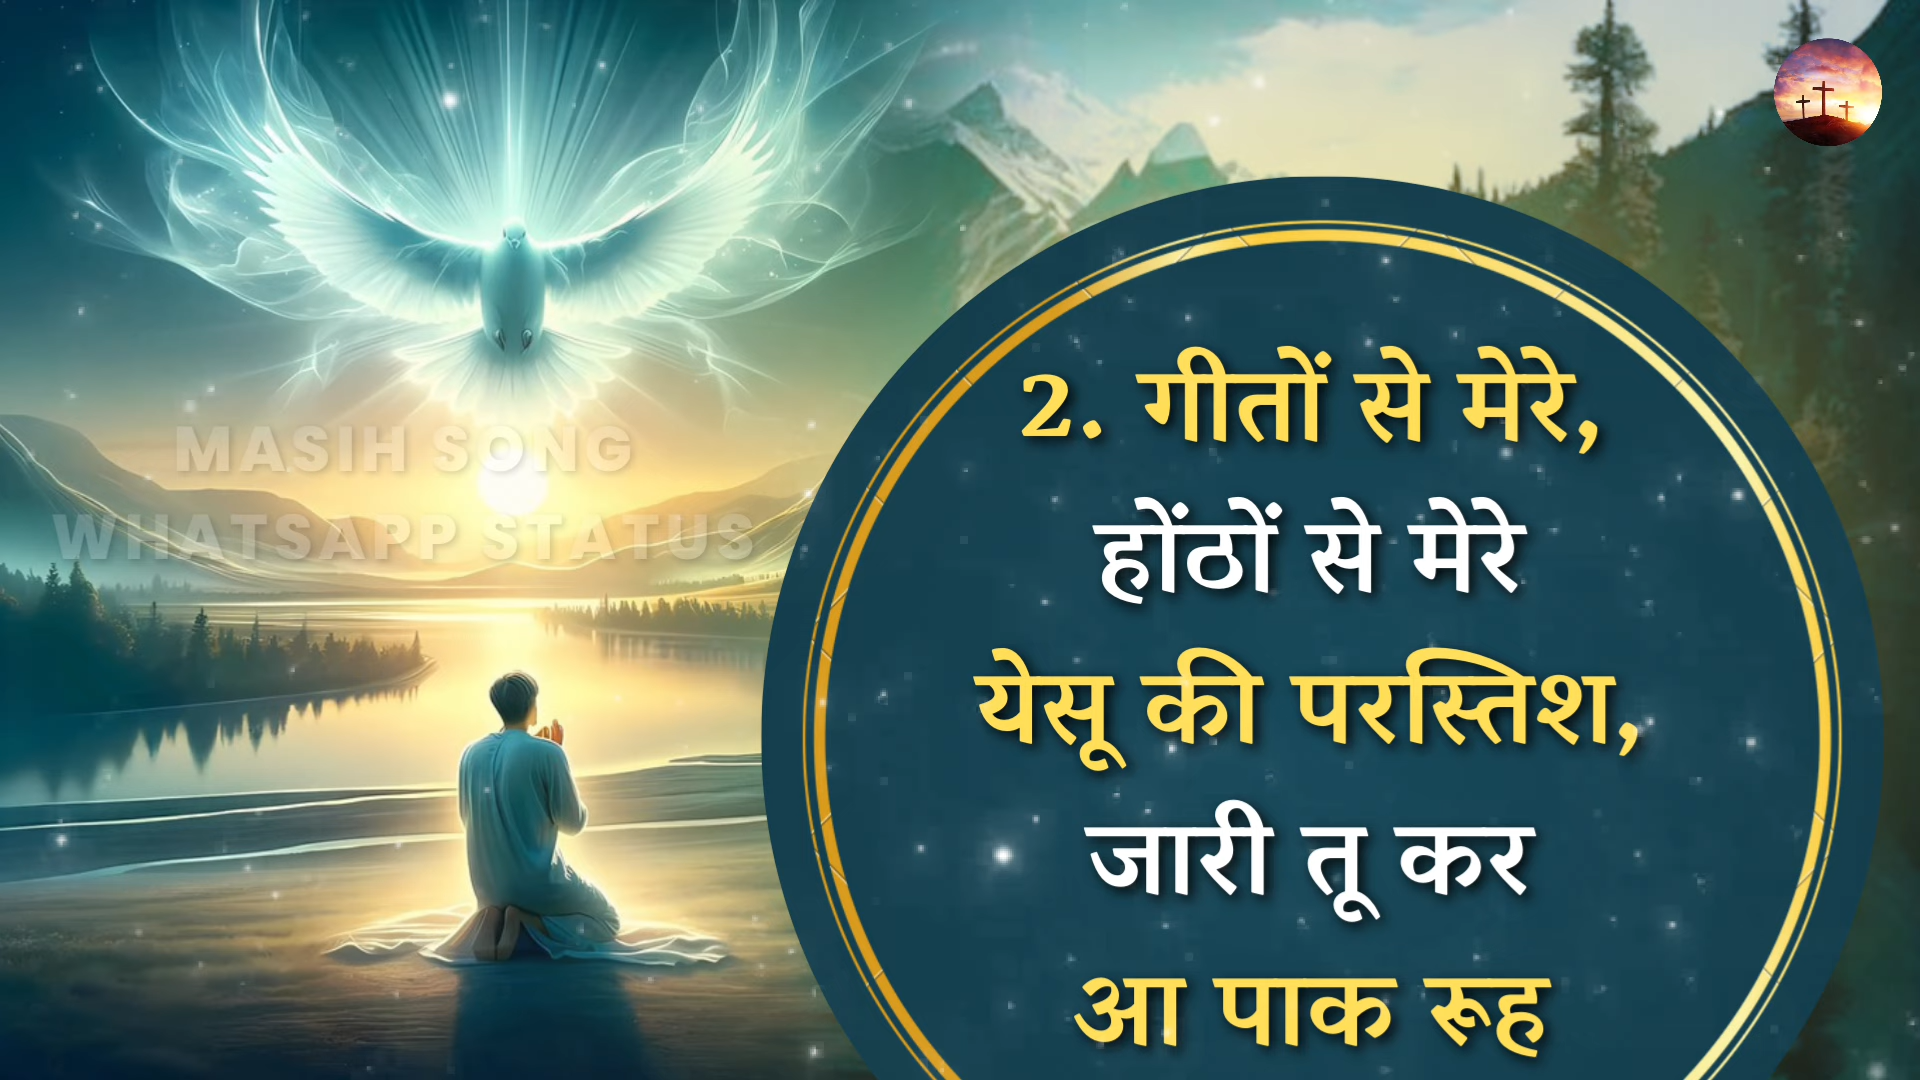 MASIH SONG
WHATSAPP STATUS
2. गीतों से मेरे,
होंठों से मेरे
येसू की परस्तिश,
जारी तू कर
आ पाक रूह